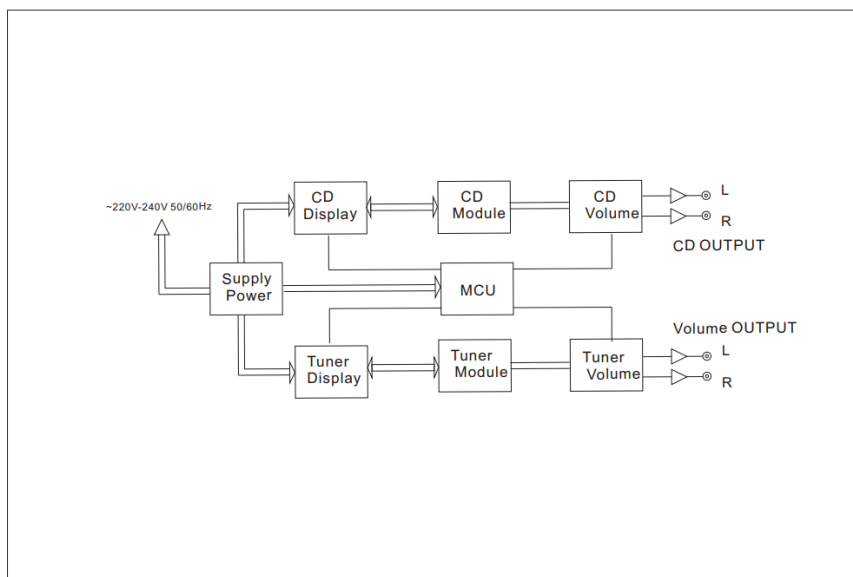 CD
Display
CD
Module
CD
Volume
L
R
CD OUTPUT
~220V-240V 50/60Hz
Supply
Power
MCU
Volume OUTPUT
Tuner
Display
Tuner
Module
Tuner
Volume
L
R